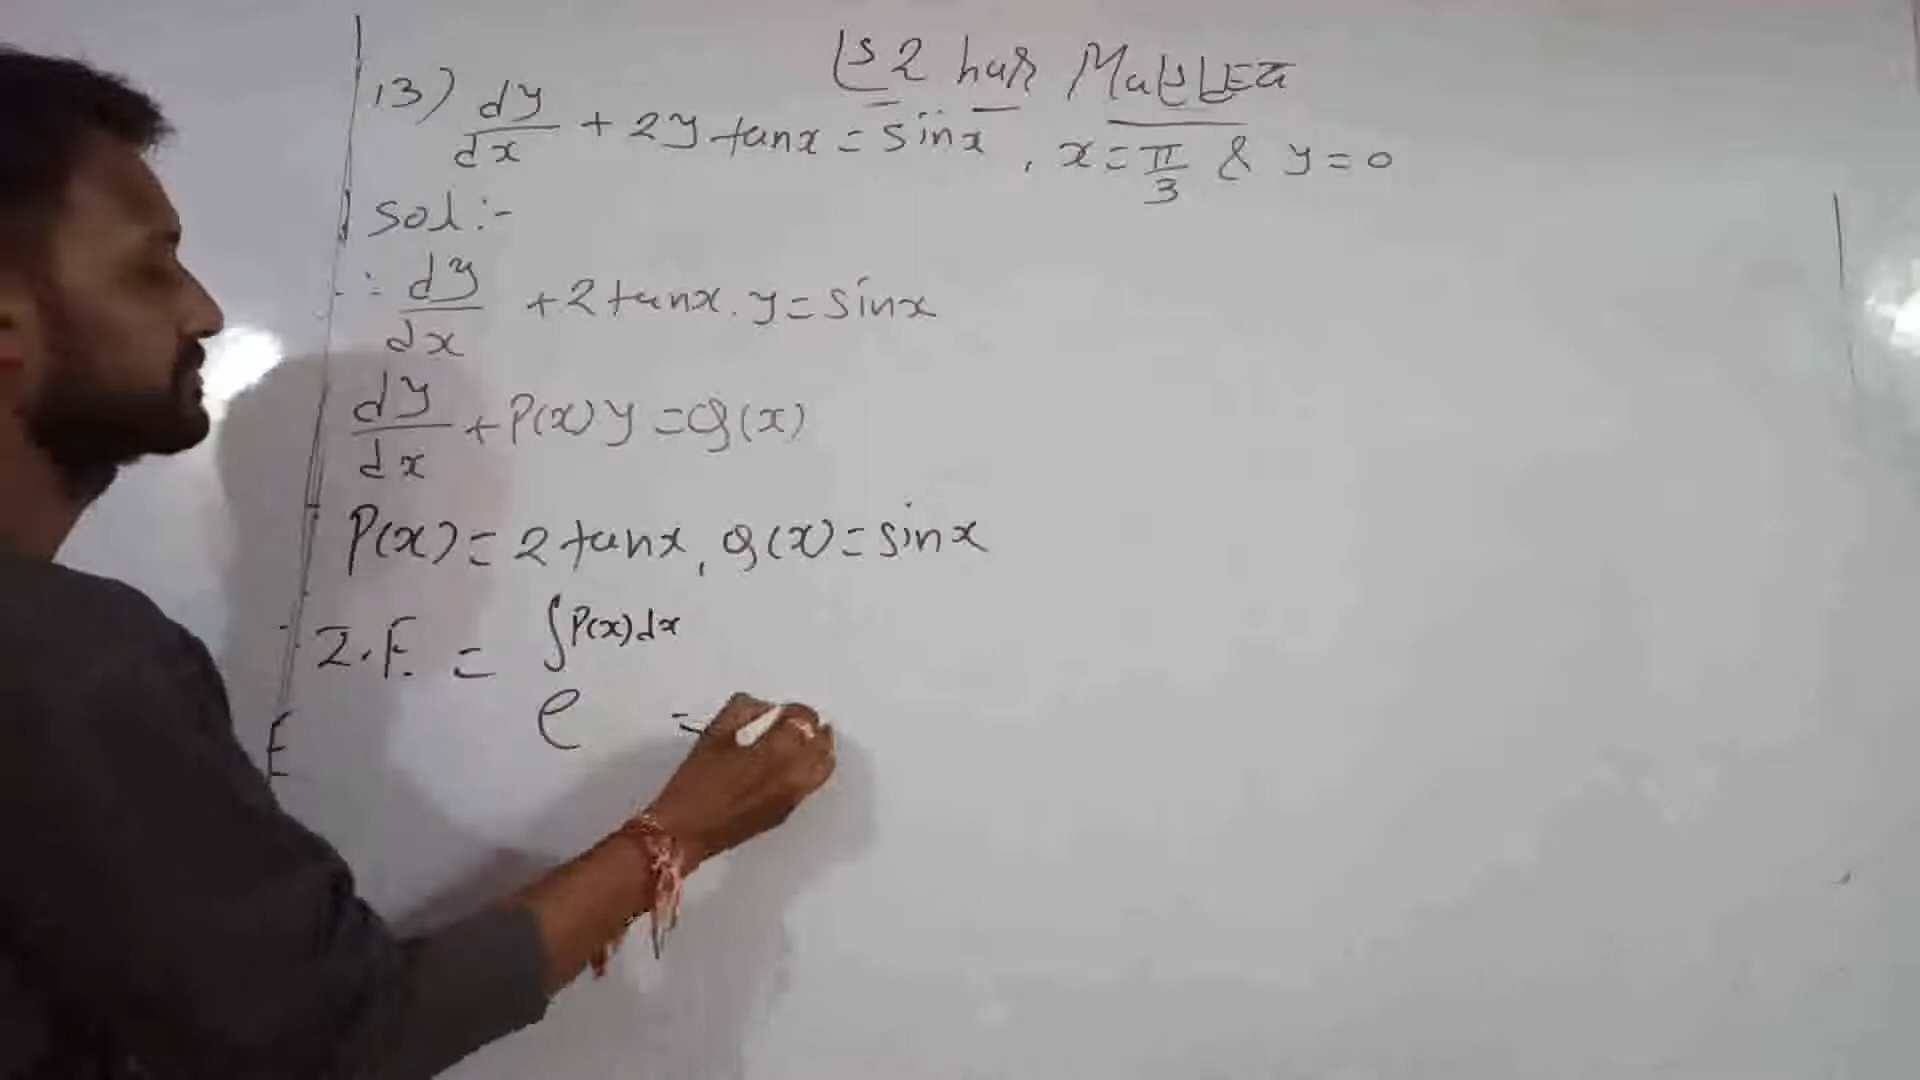 13) dy/dx + 2y tanx = sinx, x = π/3 & y = 0
Sol :-
∴ dy/dx + 2 tanx . y = sinx
dy/dx + P(x) y = Q(x)
P(x) = 2 tanx, Q(x) = sinx
I.F. = e^∫P(x)dx =